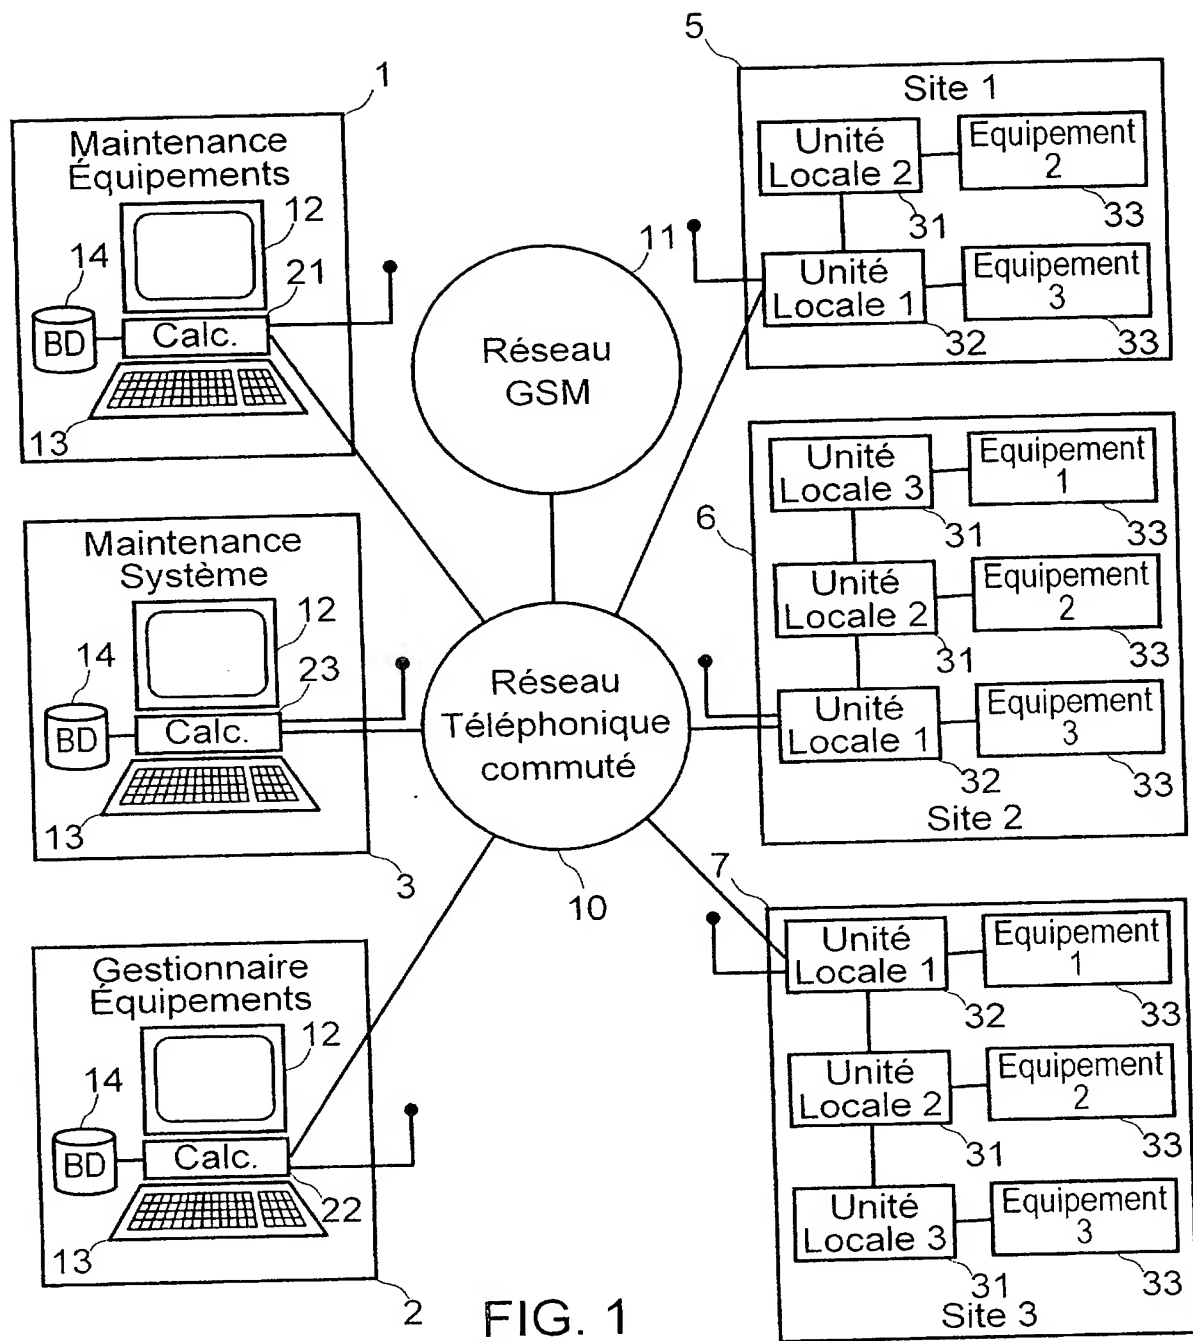 1
Maintenance
Équipements
12
14
21
BD
Calc.
13
Maintenance
Système
12
14
23
BD
Calc.
13
3
Gestionnaire
Équipements
12
14
BD
Calc.
22
13
2
11
Réseau
GSM
Réseau
Téléphonique
commuté
10
5
Site 1
Unité
Locale 2
Equipement
2
31
33
Unité
Locale 1
Equipement
3
32
33
6
Unité
Locale 3
Equipement
1
31
33
Unité
Locale 2
Equipement
2
31
33
Unité
Locale 1
Equipement
3
32
33
Site 2
7
Unité
Locale 1
Equipement
1
32
33
Unité
Locale 2
Equipement
2
31
33
Unité
Locale 3
Equipement
3
31
33
Site 3
FIG. 1